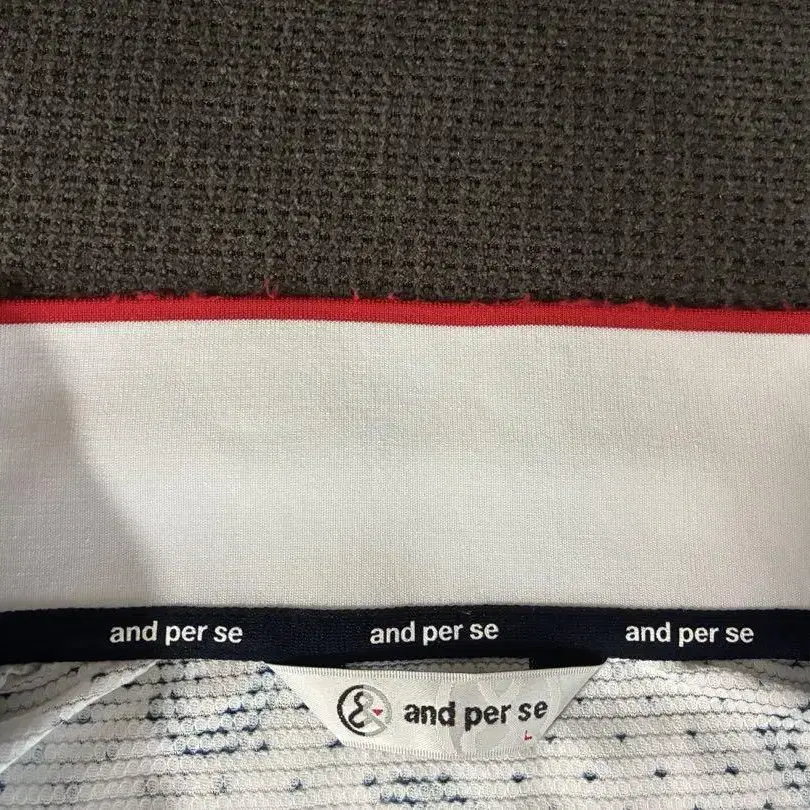 and per se and per se and per se
& and per se
L